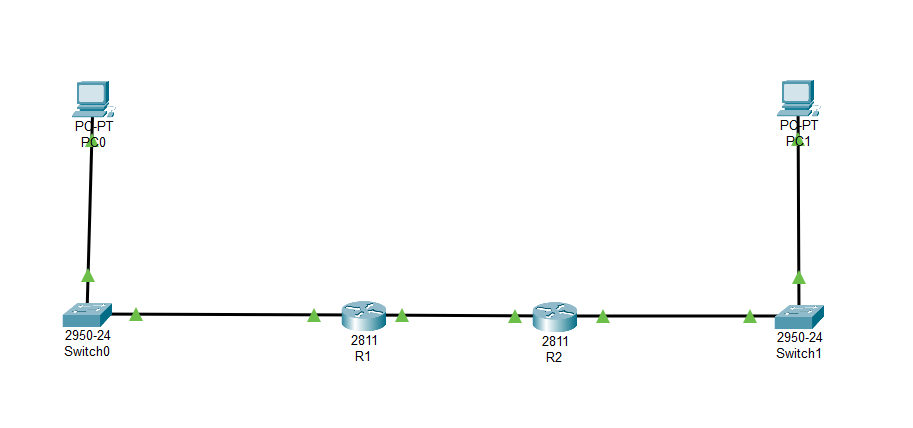 PC-PT
PC0
PC-PT
PC1
2950-24
Switch0
2811
R1
2811
R2
2950-24
Switch1